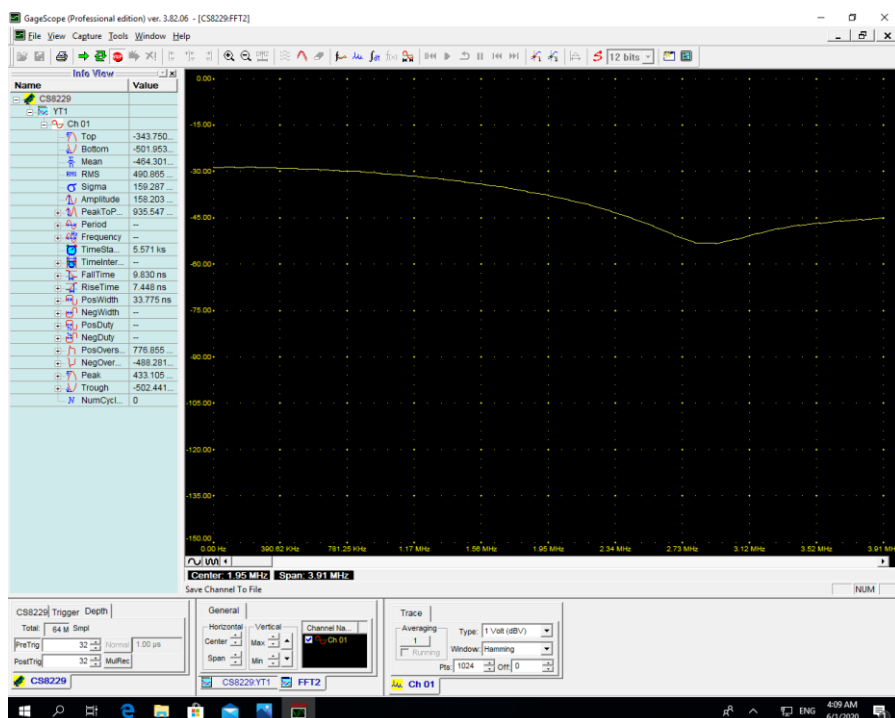 GageScope (Professional edition) ver. 3.82.06 - [CS8229:FFT2]
File View Capture Tools Window Help
12 bits
Info View
Name Value
CS8229
YT1
Ch 01
Top -343.750...
Bottom -501.953...
Mean -464.301...
RMS RMS 490.865 ...
Sigma 159.287 ...
Amplitude 158.203 ...
PeakToP... 935.547 ...
Period --
Frequency --
TimeSta... 5.571 ks
TimeInter... --
FallTime 9.830 ns
RiseTime 7.448 ns
PosWidth 33.775 ns
NegWidth --
PosDuty --
NegDuty --
PosOvers... 776.855 ...
NegOver... -488.281...
Peak 433.105 ...
Trough -502.441...
N NumCycl... 0
0.00
-15.00
-30.00
-45.00
-60.00
-75.00
-90.00
-105.00
-120.00
-135.00
-150.00
0.00 Hz 390.62 KHz 781.25 KHz 1.17 MHz 1.56 MHz 1.95 MHz 2.34 MHz 2.73 MHz 3.12 MHz 3.52 MHz 3.91 MH
Center: 1.95 MHz Span: 3.91 MHz
Save Channel To File
NUM
CS8229 Trigger Depth
Total: 64 M Smpl
PreTrig 32 Normal 1.00 µs
PostTrig 32 MulRec
CS8229
General
Horizontal Vertical Channel Na...
Center Max Ch 01
Span Min
CS8229:YT1 FFT2
Trace
Averaging Type: 1 Volt (dBV)
1
Running Window: Hamming
Pts: 1024 Off: 0
Ch 01
ENG
4:09 AM
6/1/2020